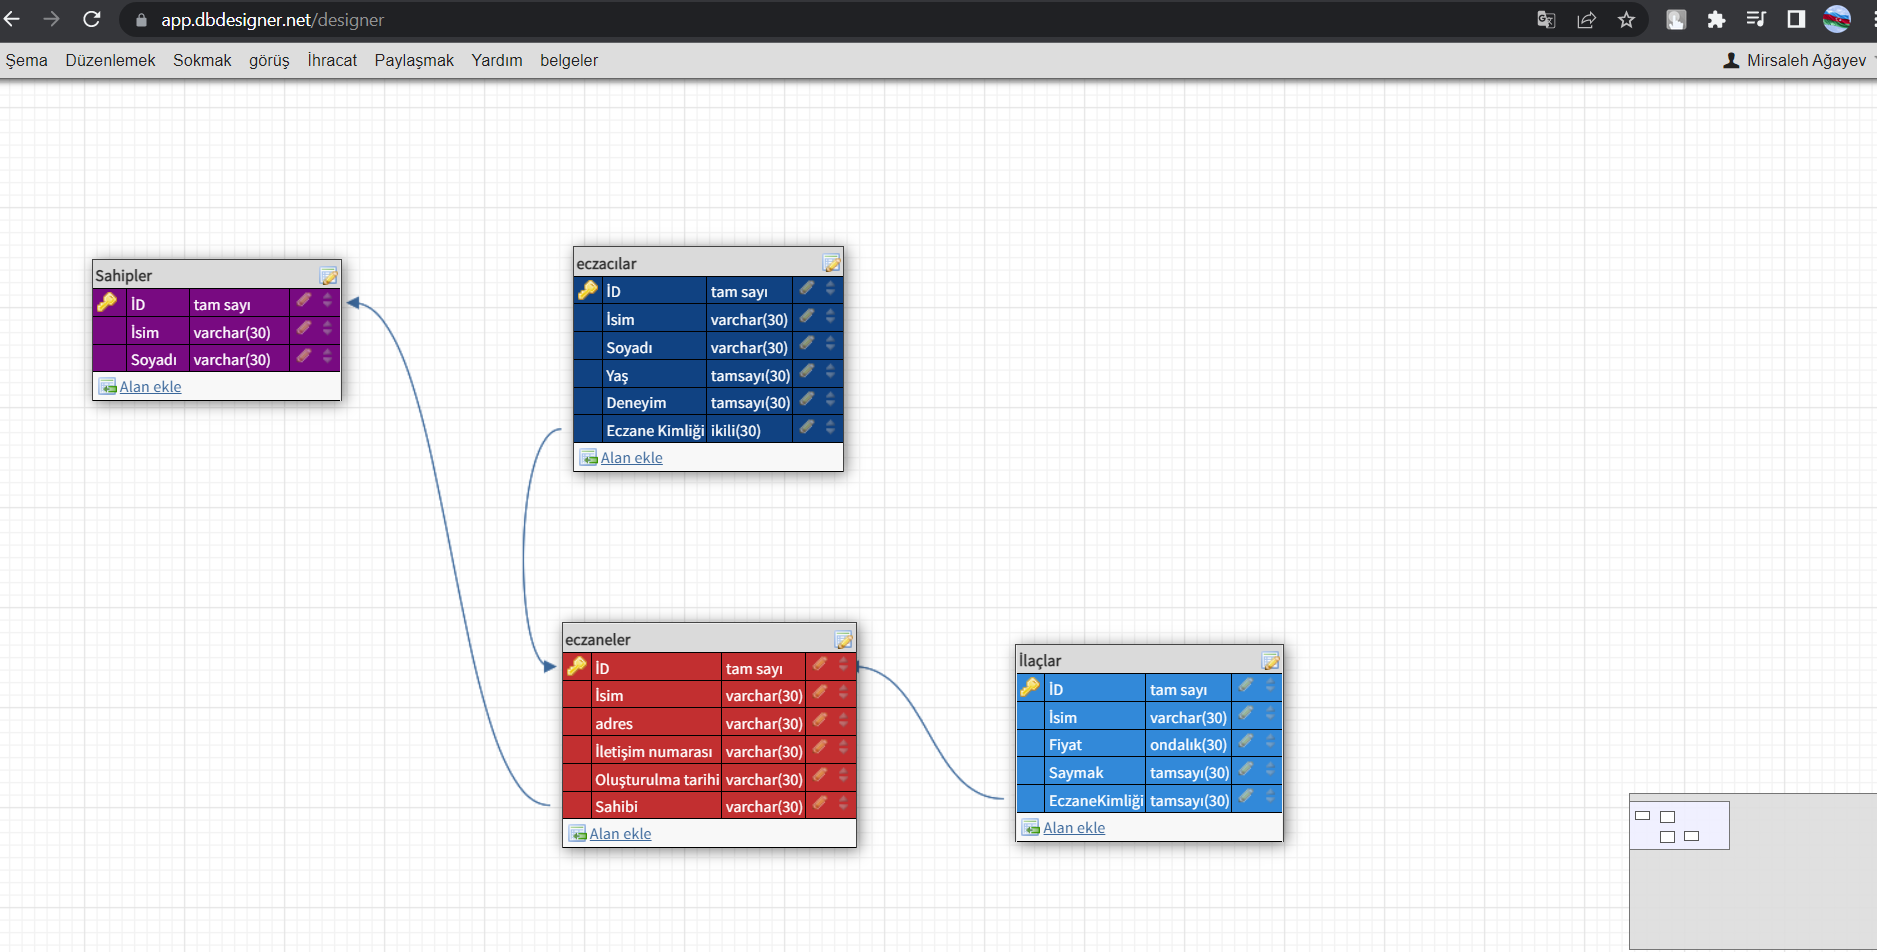 app.dbdesigner.net/designer
Şema Düzenlemek Sokmak görüş İhracat Paylaşmak Yardım belgeler Mirsaleh Ağayev
Sahipler
İD tam sayı
İsim varchar(30)
Soyadı varchar(30)
Alan ekle
eczacılar
İD tam sayı
İsim varchar(30)
Soyadı varchar(30)
Yaş tamsayı(30)
Deneyim tamsayı(30)
Eczane Kimliği ikili(30)
Alan ekle
eczaneler
İD tam sayı
İsim varchar(30)
adres varchar(30)
İletişim numarası varchar(30)
Oluşturulma tarihi varchar(30)
Sahibi varchar(30)
Alan ekle
İlaçlar
İD tam sayı
İsim varchar(30)
Fiyat ondalık(30)
Saymak tamsayı(30)
EczaneKimliği tamsayı(30)
Alan ekle